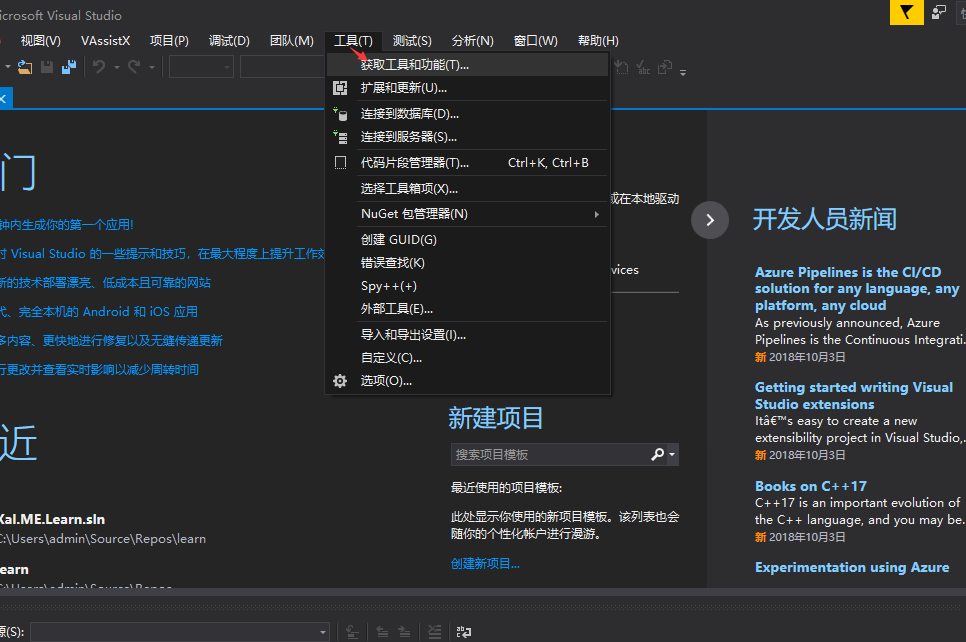 icrosoft Visual Studio
视图(V) VAssistX 项目(P) 调试(D) 团队(M) 工具(T) 测试(S) 分析(N) 窗口(W) 帮助(H)
获取工具和功能(T)...
扩展和更新(U)...
连接到数据库(D)...
连接到服务器(S)...
代码片段管理器(T)... Ctrl+K, Ctrl+B
选择工具箱项(X)...
NuGet 包管理器(N)
创建 GUID(G)
错误查找(K)
Spy++(+)
外部工具(E)...
导入和导出设置(I)...
自定义(C)...
选项(O)...
门
钟内生成你的第一个应用!
对 Visual Studio 的一些提示和技巧，在最大程度上提升工作效
新的技术部署漂亮、低成本且可靠的网站
代、完全本机的 Android 和 iOS 应用
多内容、更快地进行修复以及无缝传递更新
行更改并查看实时影响以减少周转时间
近
Kal.ME.Learn.sln
C:\Users\admin\Source\Repos\learn
earn
C:\Users\admin\Source\Repos
或在本地驱动
vices
新建项目
搜索项目模板
最近使用的项目模板:
此处显示你使用的新项目模板。该列表也会
随你的个性化帐户进行漫游。
创建新项目...
开发人员新闻
Azure Pipelines is the CI/CD
solution for any language, any
platform, any cloud
As previously announced, Azure
Pipelines is the Continuous Integrati...
新 2018年10月3日
Getting started writing Visual
Studio extensions
Itâ€™s easy to create a new
extensibility project in Visual Studio,...
新 2018年10月3日
Books on C++17
C++17 is an important evolution of
the C++ language, and you may be...
新 2018年10月3日
Experimentation using Azure
源(S):